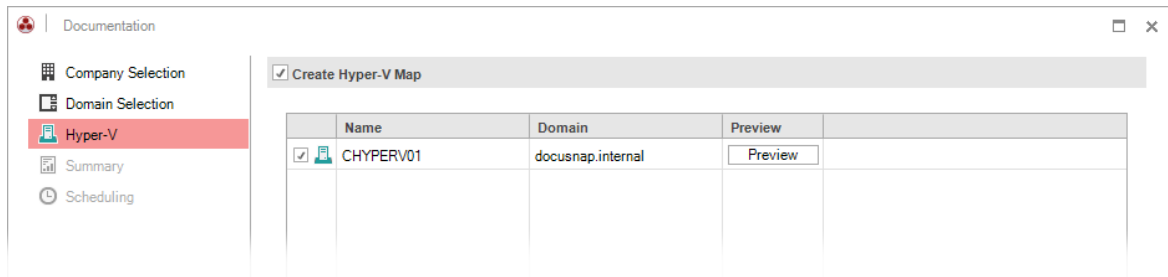 Documentation
Company Selection
Domain Selection
Hyper-V
Summary
Scheduling
Create Hyper-V Map
Name Domain Preview
CHYPERV01 docusnap.internal Preview